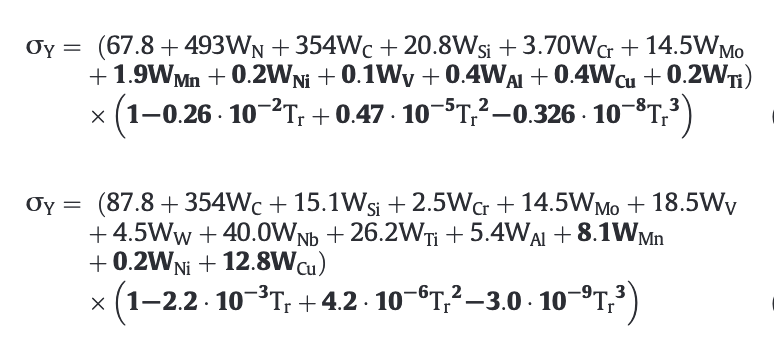 σY = (67.8 + 493WN + 354WC + 20.8WSi + 3.70WCr + 14.5WMo
+ 1.9WMn + 0.2WNi + 0.1WV + 0.4WAl + 0.4WCu + 0.2WTi)
× (1−0.26 · 10−2Tr + 0.47 · 10−5Tr2−0.326 · 10−8Tr3)
σY = (87.8 + 354WC + 15.1WSi + 2.5WCr + 14.5WMo + 18.5WV
+ 4.5WW + 40.0WNb + 26.2WTi + 5.4WAl + 8.1WMn
+ 0.2WNi + 12.8WCu)
× (1−2.2 · 10−3Tr + 4.2 · 10−6Tr2−3.0 · 10−9Tr3)